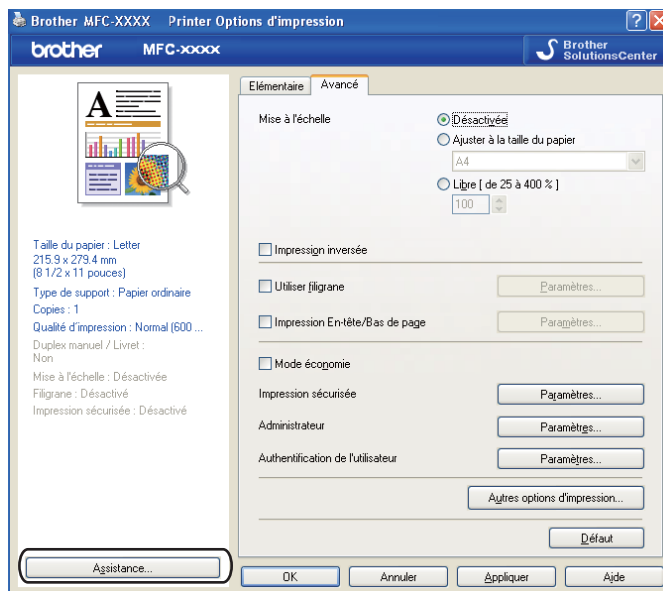 Brother MFC-XXXX Printer Options d'impression
brother MFC-xxxx
Brother
SolutionsCenter
Elémentaire Avancé
Mise à l'échelle
Désactivée
Ajuster à la taille du papier
A4
Libre [ de 25 à 400 % ]
100
Impression inversée
Utiliser filigrane Paramètres...
Impression En-tête/Bas de page Paramètres...
Mode économie
Impression sécurisée Paramètres...
Administrateur Paramètres...
Authentification de l'utilisateur Paramètres...
Autres options d'impression...
Défaut
A
Taille du papier : Letter
215.9 x 279.4 mm
(8 1/2 x 11 pouces)
Type de support : Papier ordinaire
Copies : 1
Qualité d'impression : Normal (600 ...
Duplex manuel / Livret :
Non
Mise à l'échelle : Désactivée
Filigrane : Désactivé
Impression sécurisée : Désactivé
Assistance...
OK Annuler Appliquer Aide